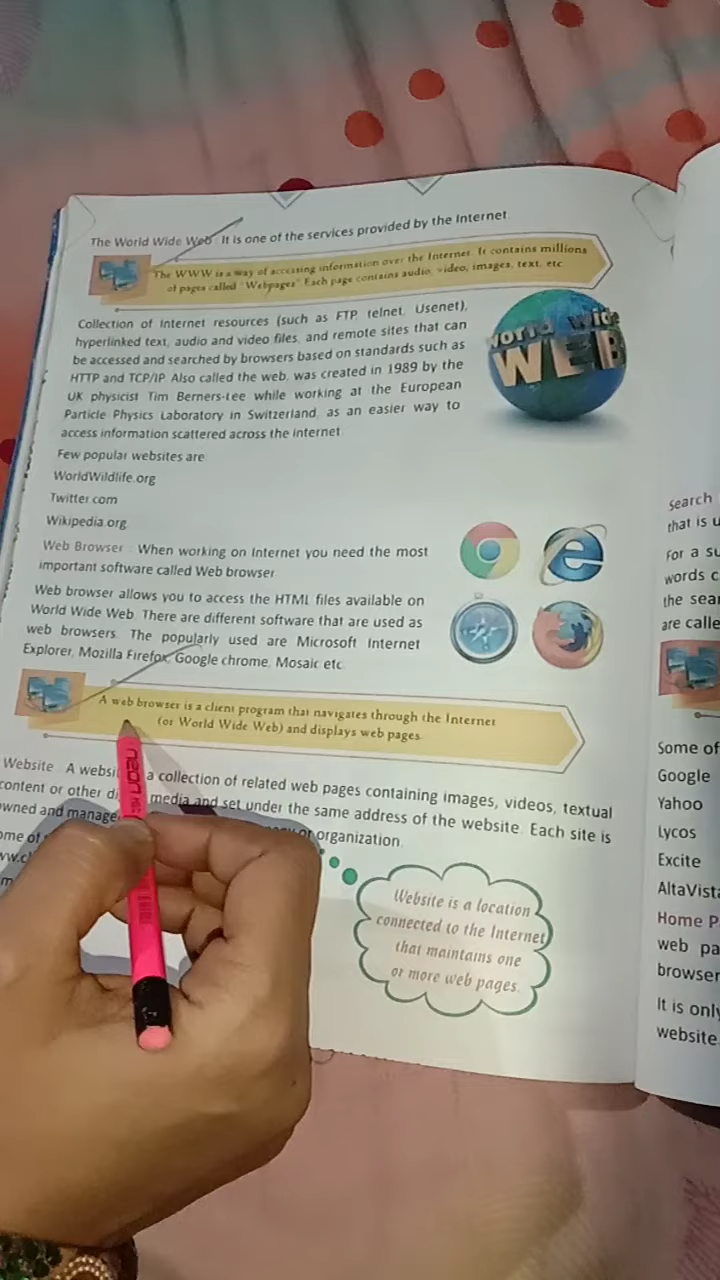 The World Wide Web : It is one of the services provided by the Internet.
The WWW is a way of accessing information over the Internet. It contains millions
of pages called "Webpages". Each page contains audio, video, images, text, etc.
Collection of Internet resources (such as FTP, telnet, Usenet),
hyperlinked text, audio and video files, and remote sites that can
be accessed and searched by browsers based on standards such as
HTTP and TCP/IP. Also called the web, was created in 1989 by the
UK physicist Tim Berners-Lee while working at the European
Particle Physics Laboratory in Switzerland, as an easier way to
access information scattered across the internet.
world wide
WEB
Few popular websites are
WorldWildlife.org
Twitter.com
Wikipedia.org
Web Browser : When working on Internet you need the most
important software called Web browser.
Web browser allows you to access the HTML files available on
World Wide Web. There are different software that are used as
web browsers. The popularly used are Microsoft Internet
Explorer, Mozilla Firefox, Google chrome, Mosaic etc.
A web browser is a client program that navigates through the Internet
(or World Wide Web) and displays web pages.
Website : A a collection of related web pages containing images, videos, textual
content or other media and set under the same address of the website. Each site is
owned and or organization.
Website is a location
connected to the Internet
that maintains one
or more web pages.
neon
Search
that is
For a
words
the
are
Some of
Google
Yahoo
Lycos
Excite
Home
web
browser
It is only
website